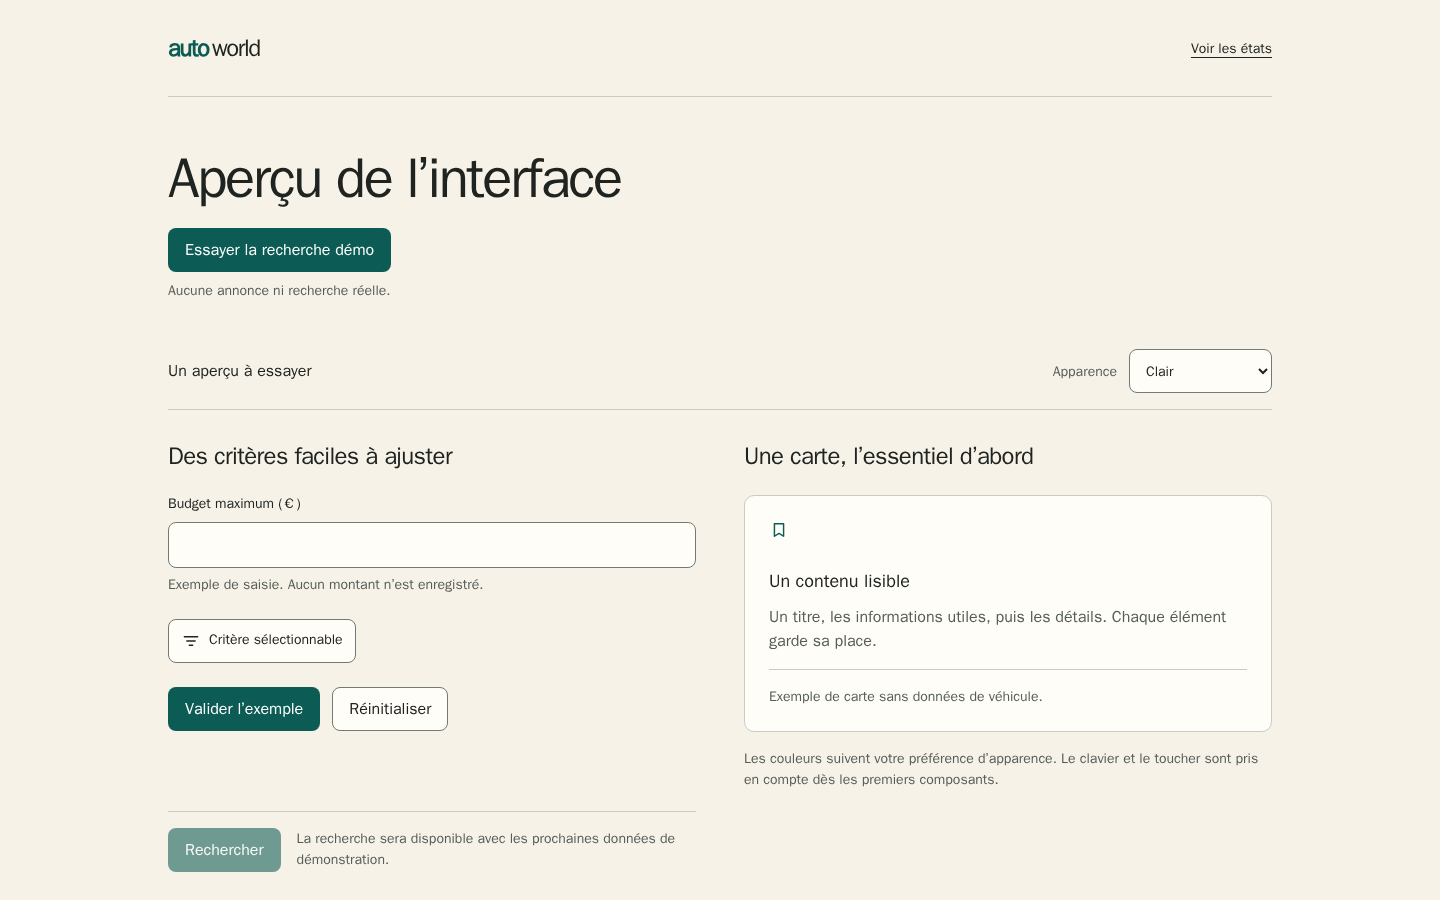 auto world
Voir les états
Aperçu de l’interface
Essayer la recherche démo
Aucune annonce ni recherche réelle.
Un aperçu à essayer
Apparence
Clair
Des critères faciles à ajuster
Budget maximum (€)
Exemple de saisie. Aucun montant n’est enregistré.
Critère sélectionnable
Valider l’exemple
Réinitialiser
Une carte, l’essentiel d’abord
Un contenu lisible
Un titre, les informations utiles, puis les détails. Chaque élément
garde sa place.
Exemple de carte sans données de véhicule.
Les couleurs suivent votre préférence d’apparence. Le clavier et le toucher sont pris
en compte dès les premiers composants.
Rechercher
La recherche sera disponible avec les prochaines données de
démonstration.